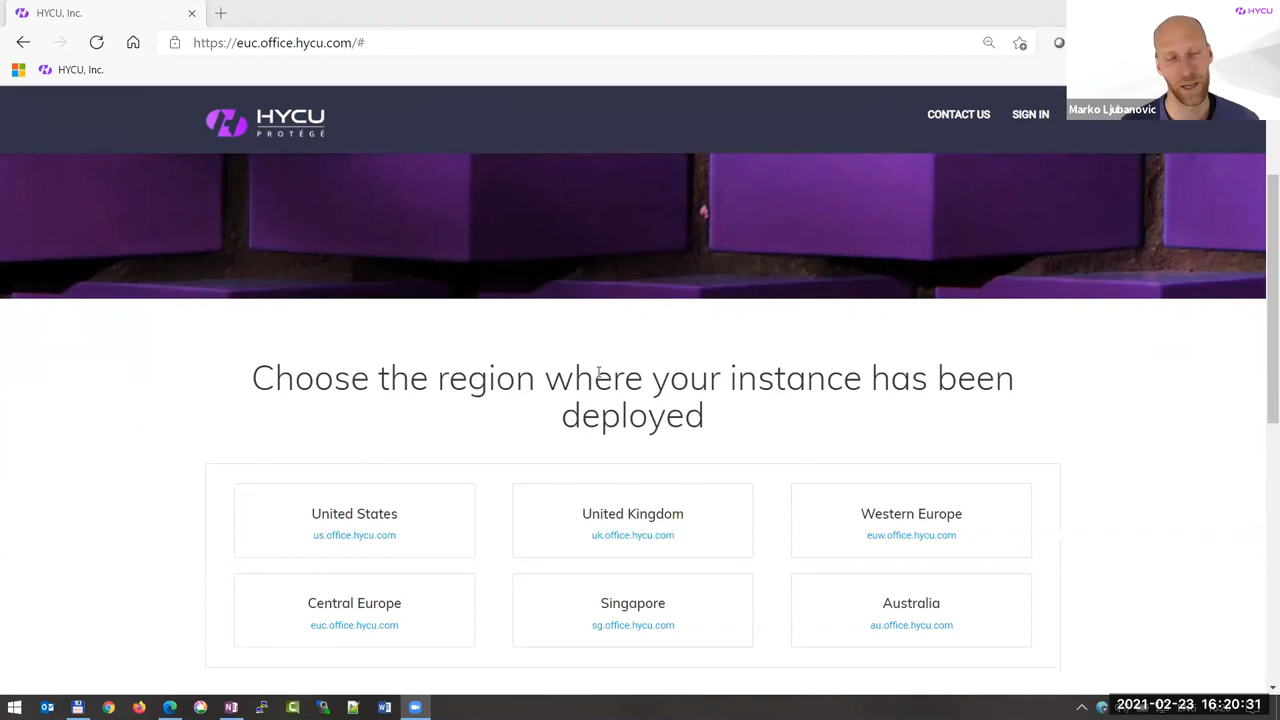 HYCU, Inc.
HYCU
Marko Ljubanovic
https://euc.office.hycu.com/#
HYCU, Inc.
HYCU
PROTÉGÉ
CONTACT US
SIGN IN
Choose the region where your instance has been
deployed
United States
us.office.hycu.com
United Kingdom
uk.office.hycu.com
Western Europe
euw.office.hycu.com
Central Europe
euc.office.hycu.com
Singapore
sg.office.hycu.com
Australia
au.office.hycu.com
2021-02-23 16:20:31